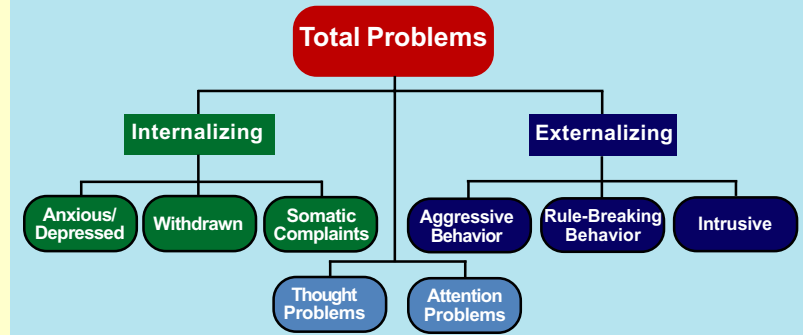 Total Problems
Internalizing
Externalizing
Anxious/
Depressed
Withdrawn
Somatic
Complaints
Aggressive
Behavior
Rule-Breaking
Behavior
Intrusive
Thought
Problems
Attention
Problems